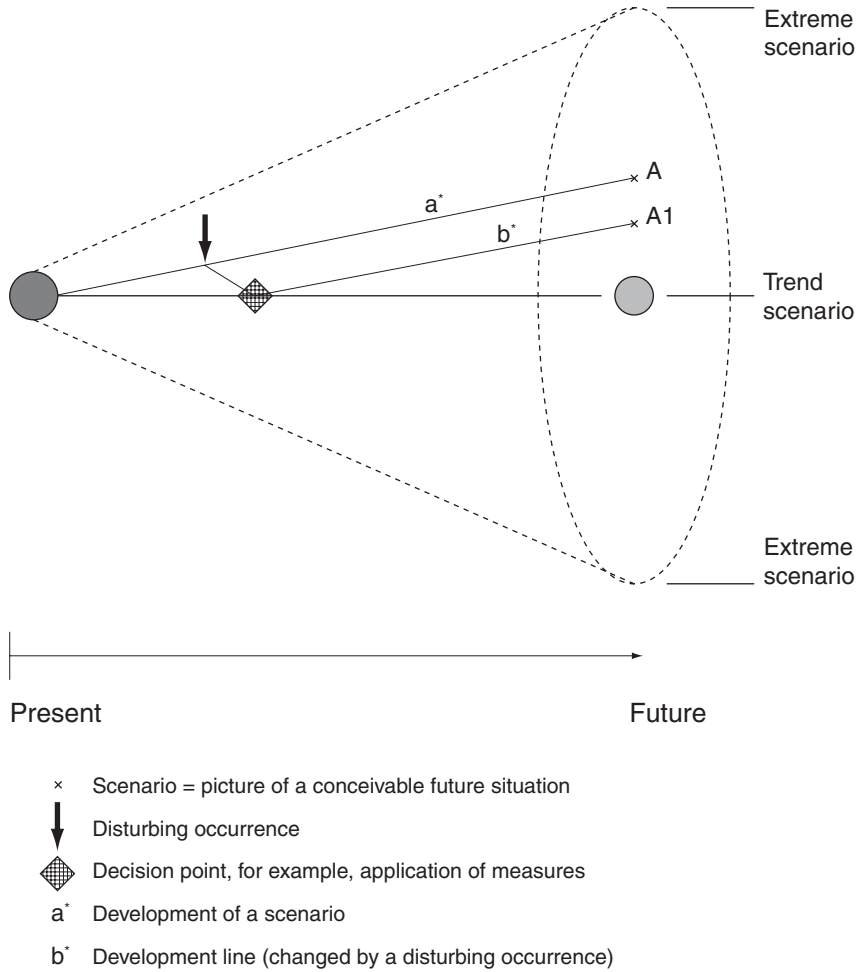 Extreme
scenario
A
a*
A1
b*
Trend
scenario
Extreme
scenario
Present
Future
× Scenario = picture of a conceivable future situation
Disturbing occurrence
Decision point, for example, application of measures
a* Development of a scenario
b* Development line (changed by a disturbing occurrence)